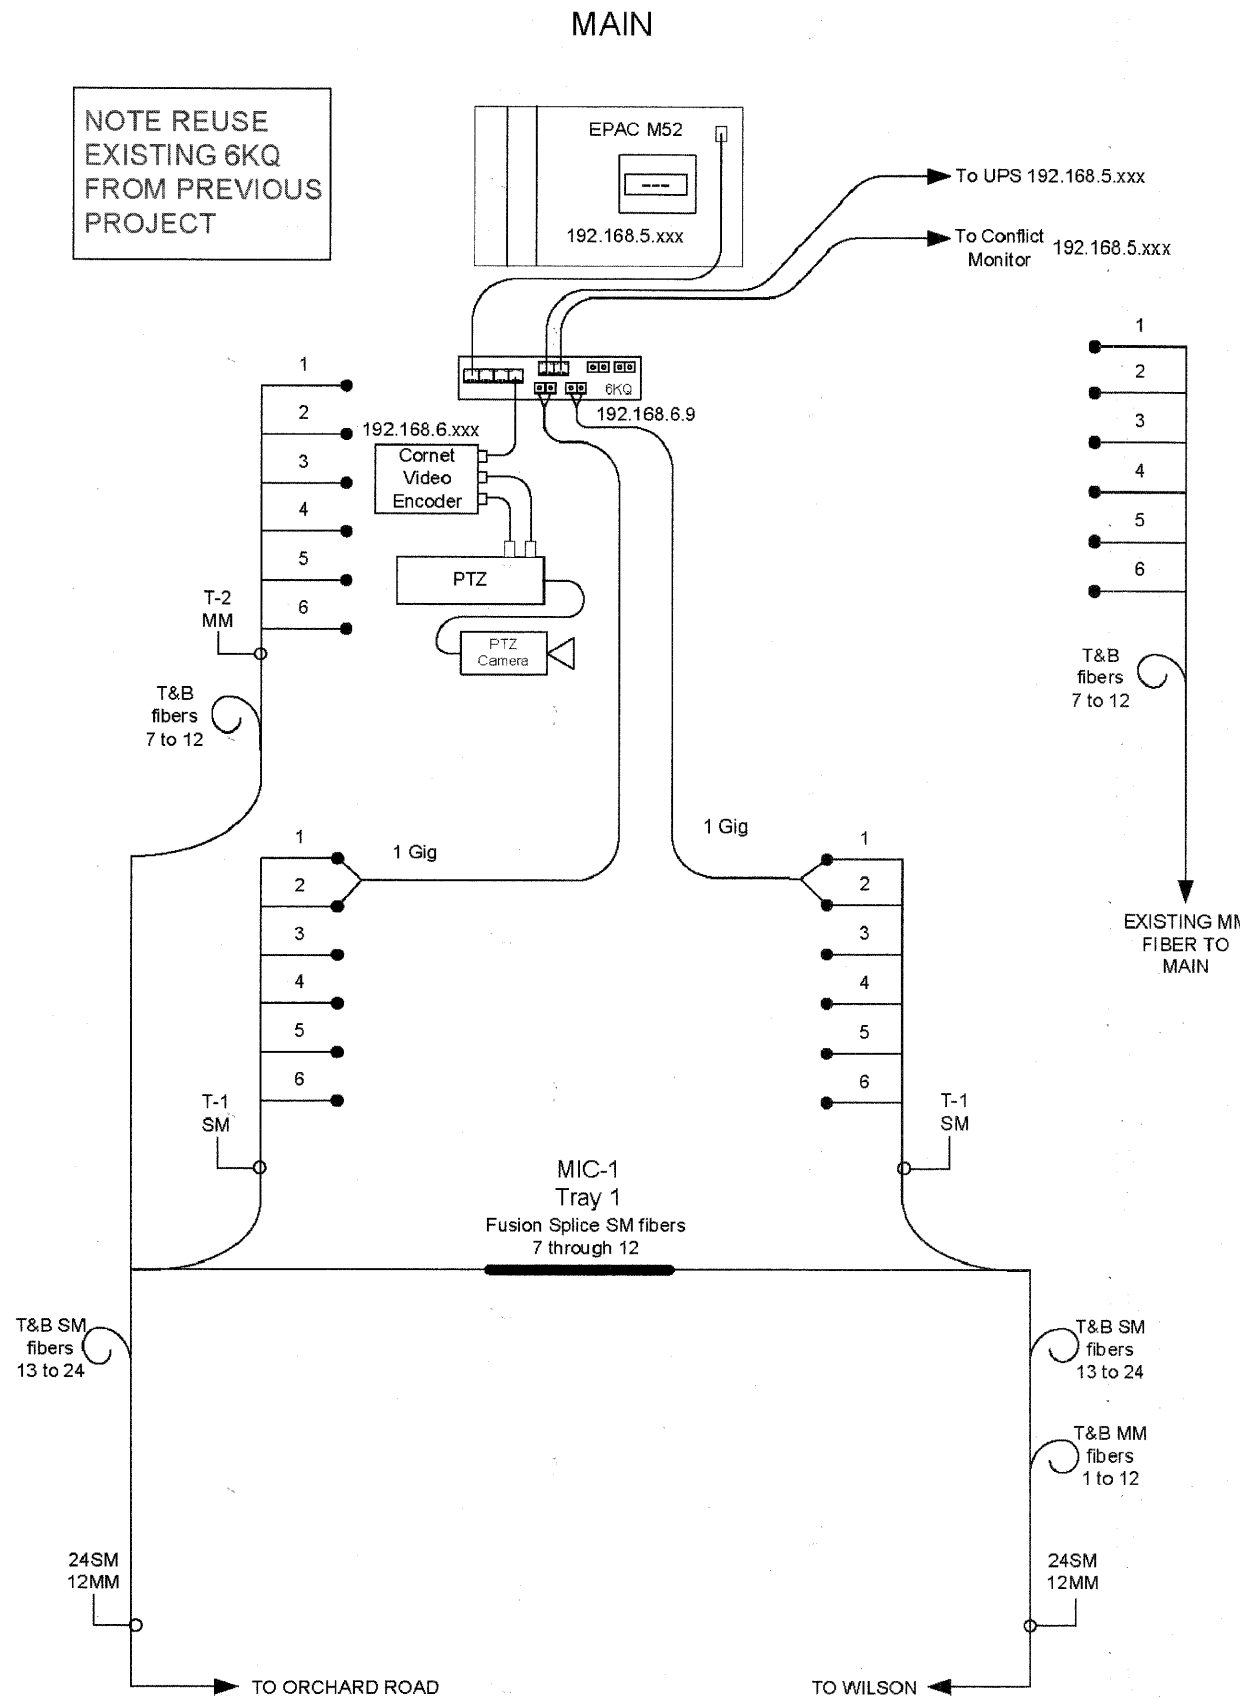 MAIN
NOTE REUSE
EXISTING 6KQ
FROM PREVIOUS
PROJECT
EPAC M52
---
192.168.5.xxx
To UPS 192.168.5.xxx
To Conflict
Monitor
192.168.5.xxx
6KQ
192.168.6.9
192.168.6.xxx
Cornet
Video
Encoder
PTZ
PTZ
Camera
1
2
3
4
5
6
T-2
MM
T&B
fibers
7 to 12
1
2
3
4
5
6
T&B
fibers
7 to 12
EXISTING MM
FIBER TO
MAIN
1
2
3
4
5
6
1 Gig
T-1
SM
1 Gig
1
2
3
4
5
6
T-1
SM
MIC-1
Tray 1
Fusion Splice SM fibers
7 through 12
T&B SM
fibers
13 to 24
T&B SM
fibers
13 to 24
T&B MM
fibers
1 to 12
24SM
12MM
24SM
12MM
TO ORCHARD ROAD
TO WILSON